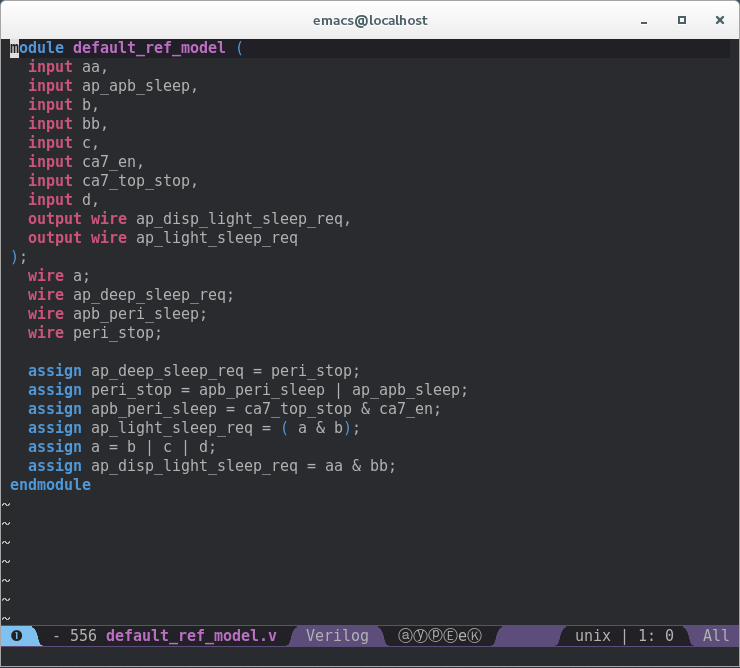 emacs@localhost
module default_ref_model (
  input aa,
  input ap_apb_sleep,
  input b,
  input bb,
  input c,
  input ca7_en,
  input ca7_top_stop,
  input d,
  output wire ap_disp_light_sleep_req,
  output wire ap_light_sleep_req
);
  wire a;
  wire ap_deep_sleep_req;
  wire apb_peri_sleep;
  wire peri_stop;

  assign ap_deep_sleep_req = peri_stop;
  assign peri_stop = apb_peri_sleep | ap_apb_sleep;
  assign apb_peri_sleep = ca7_top_stop & ca7_en;
  assign ap_light_sleep_req = ( a & b);
  assign a = b | c | d;
  assign ap_disp_light_sleep_req = aa & bb;
endmodule
~
~
~
~
~
~
~
❶ - 556 default_ref_model.v Verilog ⓐⓨⓟⒺeⓀ unix | 1: 0 All